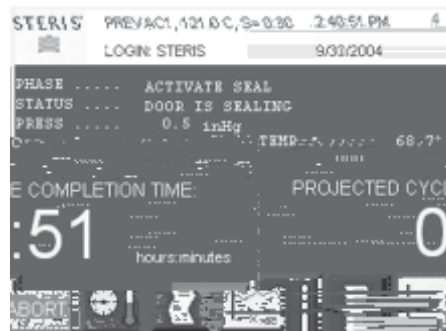 STERIS PREVAC1, 121.0 C, S= 0:30 2:40:51 PM
LOGIN: STERIS 9/30/2004
PHASE ..... ACTIVATE SEAL
STATUS .... DOOR IS SEALING
PRESS ..... 0.5 inHg
TEMP 68.7
E COMPLETION TIME: PROJECTED CYC
:51 0
hours:minutes
ABORT